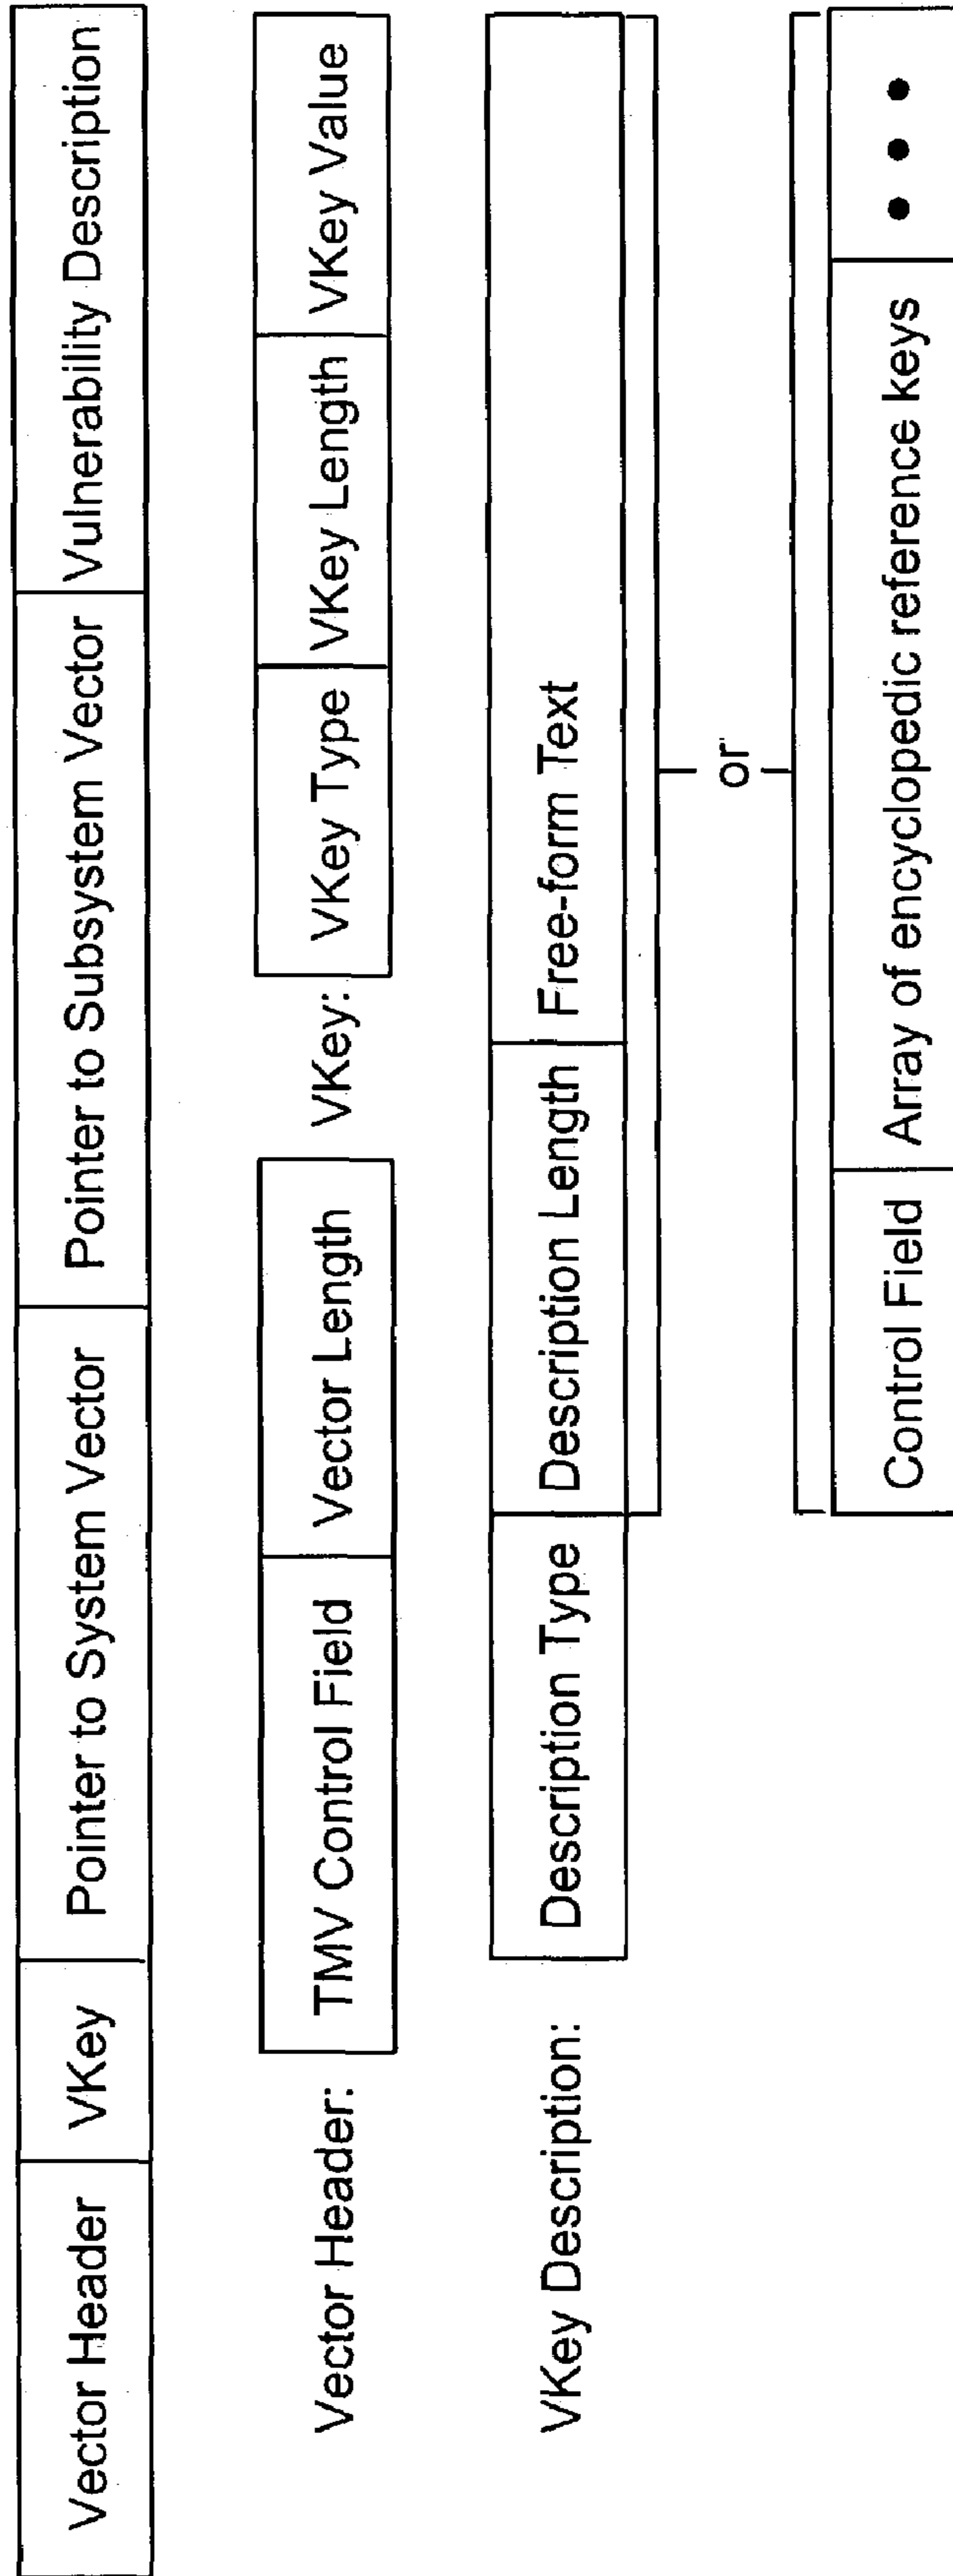 Vector Header VKey Pointer to System Vector Pointer to Subsystem Vector Vulnerability Description
Vector Header: TMV Control Field Vector Length VKey: VKey Type VKey Length VKey Value
VKey Description: Description Type Description Length Free-form Text
or
Control Field Array of encyclopedic reference keys